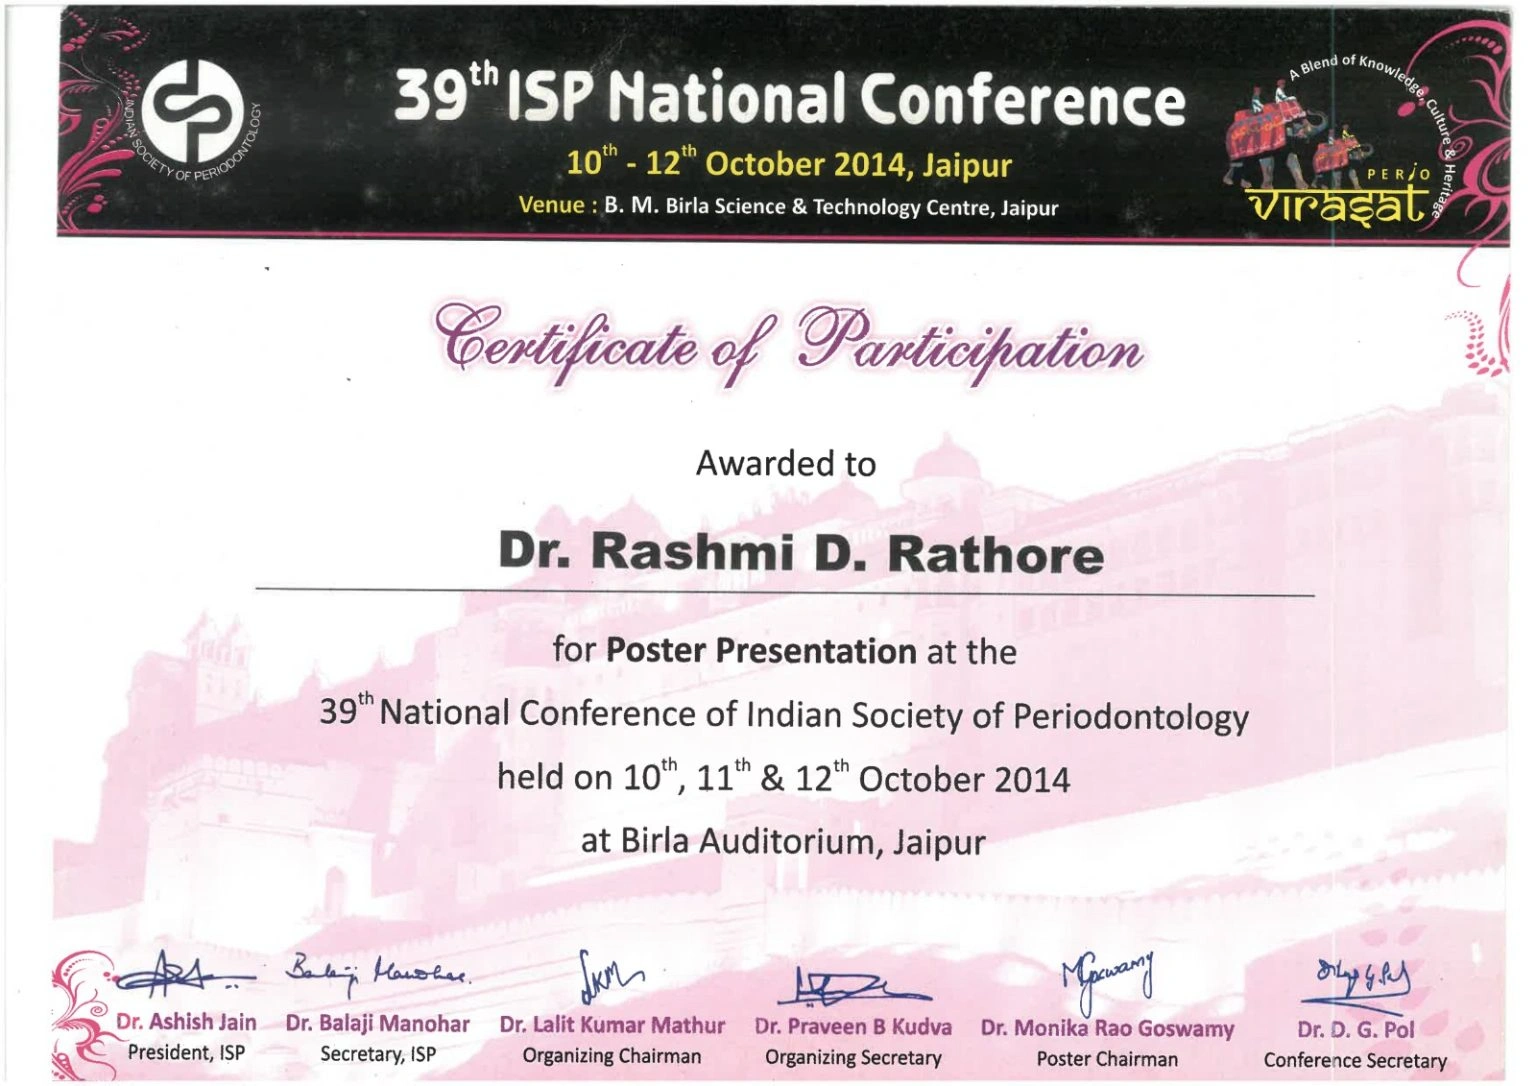 39th ISP National Conference
10th - 12th October 2014, Jaipur
Venue : B. M. Birla Science & Technology Centre, Jaipur
INDIAN SOCIETY OF PERIODONTOLOGY
A Blend of Knowledge, Culture & Heritage
PERIO
virasat
Certificate of Participation
Awarded to
Dr. Rashmi D. Rathore
for Poster Presentation at the
39th National Conference of Indian Society of Periodontology
held on 10th, 11th & 12th October 2014
at Birla Auditorium, Jaipur
Balaji Manohar. LKM MGoswamy
Dr. Ashish Jain Dr. Balaji Manohar Dr. Lalit Kumar Mathur Dr. Praveen B Kudva Dr. Monika Rao Goswamy Dr. D. G. Pol
President, ISP Secretary, ISP Organizing Chairman Organizing Secretary Poster Chairman Conference Secretary